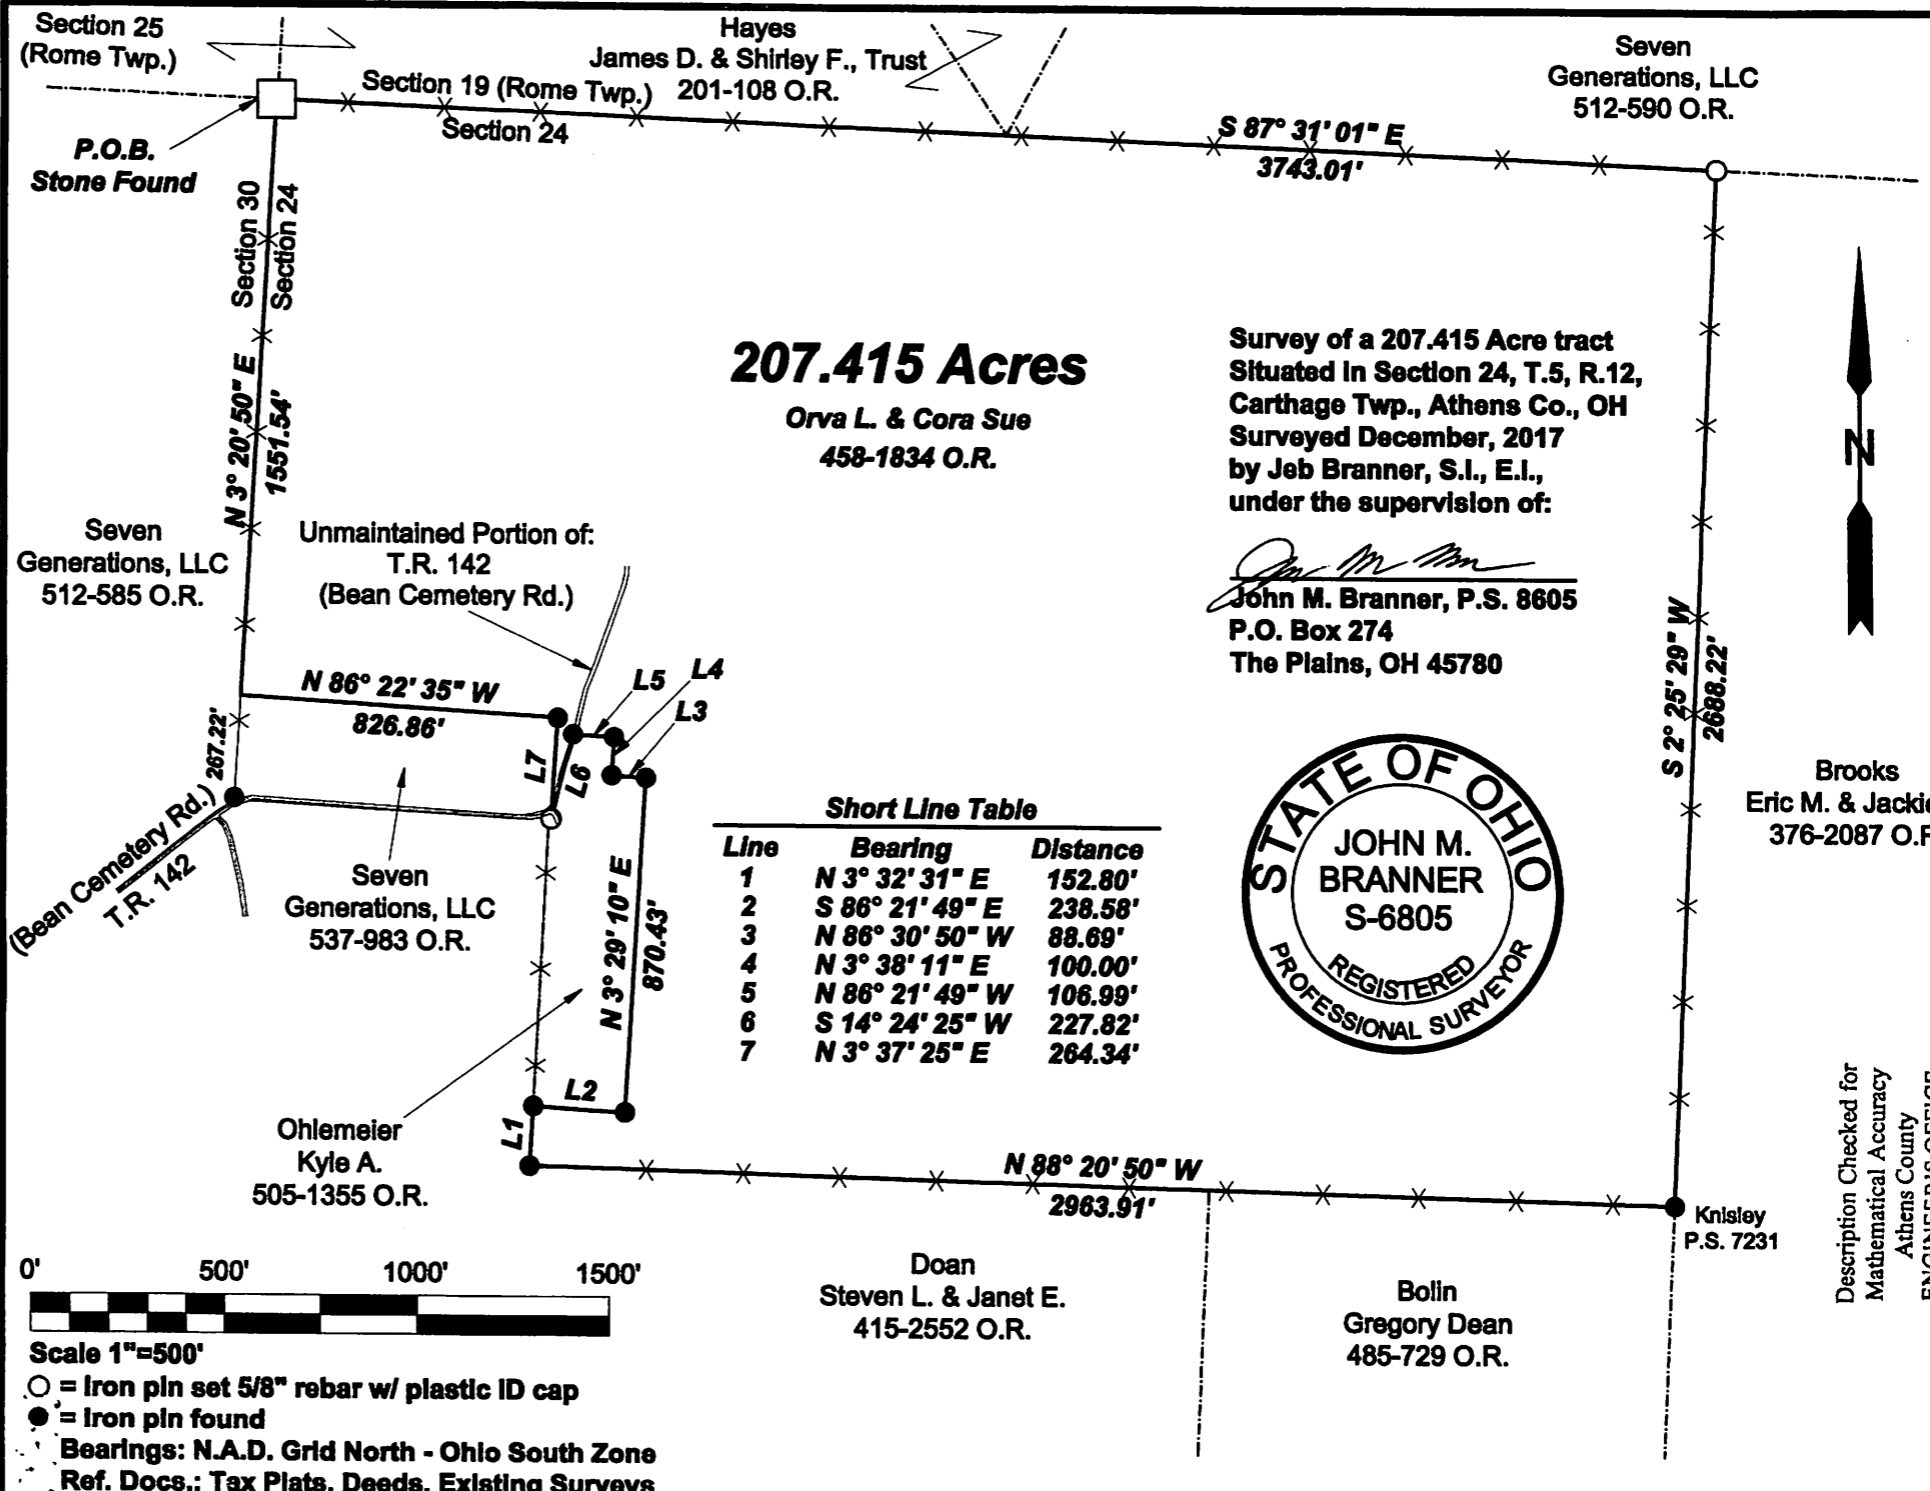 Section 25
(Rome Twp.)
Hayes
James D. & Shirley F., Trust
201-108 O.R.
Seven
Generations, LLC
512-590 O.R.
Section 19 (Rome Twp.)
Section 24
P.O.B.
Stone Found
S 87° 31' 01" E
3743.01'
Section 30
Section 24
N 3° 20' 50" E
1551.54'
207.415 Acres
Orva L. & Cora Sue
458-1834 O.R.
Survey of a 207.415 Acre tract
Situated in Section 24, T.5, R.12,
Carthage Twp., Athens Co., OH
Surveyed December, 2017
by Jeb Branner, S.I., E.I.,
under the supervision of:
John M. Branner, P.S. 8605
P.O. Box 274
The Plains, OH 45780
N
Seven
Generations, LLC
512-585 O.R.
Unmaintained Portion of:
T.R. 142
(Bean Cemetery Rd.)
S 2° 25' 29" W
2688.22'
N 86° 22' 35" W
826.86'
267.22'
L5
L4
L3
L7
L6
(Bean Cemetery Rd.)
T.R. 142
Seven
Generations, LLC
537-983 O.R.
N 3° 29' 10" E
870.43'
Short Line Table
Line Bearing Distance
1 N 3° 32' 31" E 152.80'
2 S 86° 21' 49" E 238.58'
3 N 86° 30' 50" W 88.69'
4 N 3° 38' 11" E 100.00'
5 N 86° 21' 49" W 106.99'
6 S 14° 24' 25" W 227.82'
7 N 3° 37' 25" E 264.34'
STATE OF OHIO
JOHN M.
BRANNER
S-6805
REGISTERED
PROFESSIONAL SURVEYOR
Brooks
Eric M. & Jackie
376-2087 O.R
L2
L1
Ohlemeier
Kyle A.
505-1355 O.R.
N 88° 20' 50" W
2963.91'
Knisley
P.S. 7231
Description Checked for
Mathematical Accuracy
Athens County
ENGINEER'S OFFICE
Doan
Steven L. & Janet E.
415-2552 O.R.
Bolin
Gregory Dean
485-729 O.R.
0' 500' 1000' 1500'
Scale 1"=500'
= Iron pin set 5/8" rebar w/ plastic ID cap
= Iron pin found
Bearings: N.A.D. Grid North - Ohio South Zone
Ref. Docs.: Tax Plats, Deeds, Existing Surveys